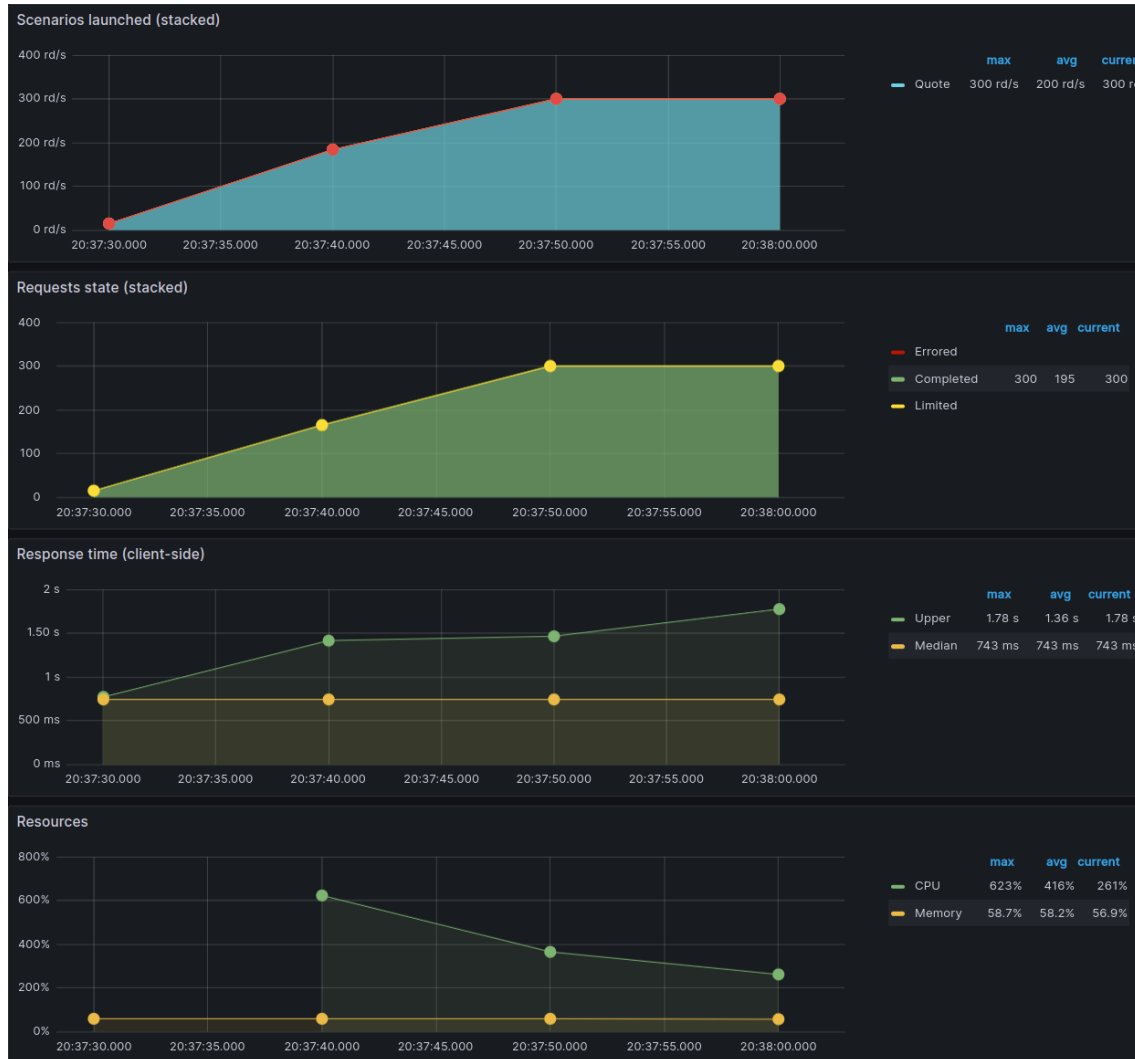 Scenarios launched (stacked)
400 rd/s
300 rd/s
200 rd/s
100 rd/s
0 rd/s
20:37:30.000 20:37:35.000 20:37:40.000 20:37:45.000 20:37:50.000 20:37:55.000 20:38:00.000
max avg curre
Quote 300 rd/s 200 rd/s 300 r
Requests state (stacked)
400
300
200
100
0
20:37:30.000 20:37:35.000 20:37:40.000 20:37:45.000 20:37:50.000 20:37:55.000 20:38:00.000
max avg current
Errored
Completed 300 195 300
Limited
Response time (client-side)
2 s
1.50 s
1 s
500 ms
0 ms
20:37:30.000 20:37:35.000 20:37:40.000 20:37:45.000 20:37:50.000 20:37:55.000 20:38:00.000
max avg current
Upper 1.78 s 1.36 s 1.78 s
Median 743 ms 743 ms 743 ms
Resources
800%
600%
400%
200%
0%
20:37:30.000 20:37:35.000 20:37:40.000 20:37:45.000 20:37:50.000 20:37:55.000 20:38:00.000
max avg current
CPU 623% 416% 261%
Memory 58.7% 58.2% 56.9%